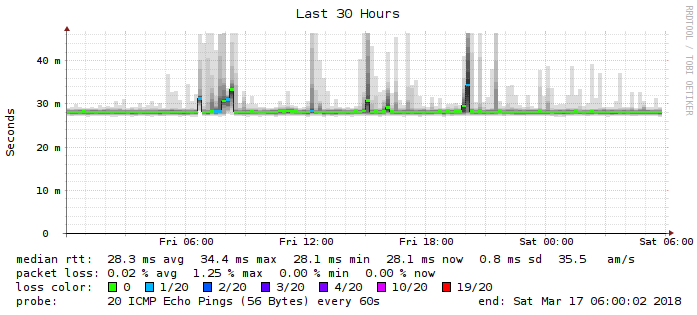 Last 30 Hours
RRDTOOL / TOBI OETIKER
Seconds
40 m
30 m
20 m
10 m
0
Fri 06:00 Fri 12:00 Fri 18:00 Sat 00:00 Sat 06:00
median rtt: 28.3 ms avg 34.4 ms max 28.1 ms min 28.1 ms now 0.8 ms sd 35.5 am/s
packet loss: 0.02 % avg 1.25 % max 0.00 % min 0.00 % now
loss color: 0 1/20 2/20 3/20 4/20 10/20 19/20
probe: 20 ICMP Echo Pings (56 Bytes) every 60s end: Sat Mar 17 06:00:02 2018